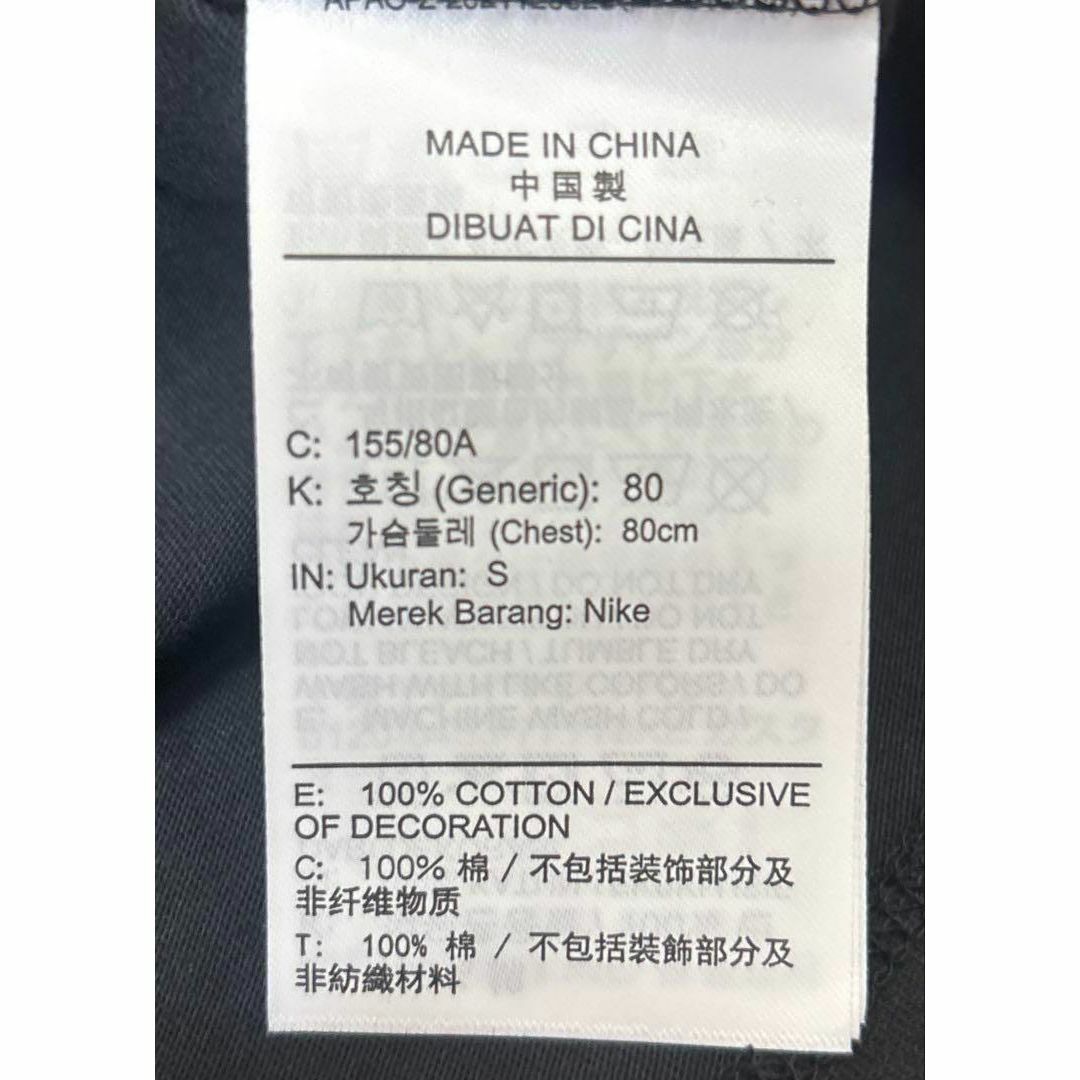 MADE IN CHINA
中国製
DIBUAT DI CINA
C: 155/80A
K: 호칭 (Generic): 80
가슴둘레 (Chest): 80cm
IN: Ukuran: S
Merek Barang: Nike
E: 100% COTTON / EXCLUSIVE
OF DECORATION
C: 100% 棉 / 不包括装饰部分及
非纤维物质
T: 100% 棉 / 不包括裝飾部分及
非紡織材料